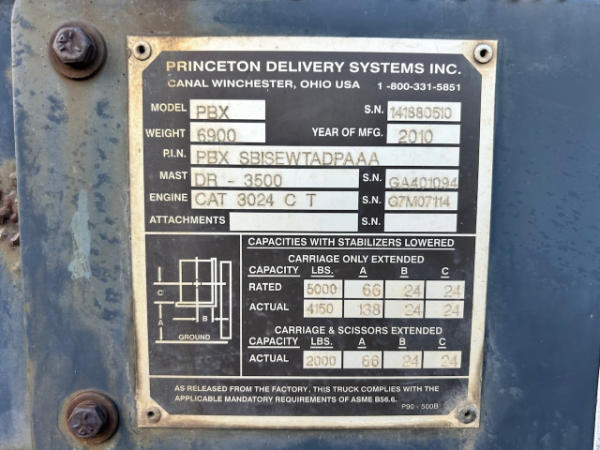 PRINCETON DELIVERY SYSTEMS INC.
CANAL WINCHESTER, OHIO USA 1-800-331-5851
MODEL PBX S.N. 141880510
WEIGHT 6900 YEAR OF MFG. 2010
P.I.N. PBX SBISEWTADPAAA
MAST DR - 3500 S.N. GA401094
ENGINE CAT 3024 C T S.N. G7M07114
ATTACHMENTS S.N.
CAPACITIES WITH STABILIZERS LOWERED
CARRIAGE ONLY EXTENDED
CAPACITY LBS. A B C
RATED 5000 66 24 24
ACTUAL 4150 138 24 24
CARRIAGE & SCISSORS EXTENDED
CAPACITY LBS. A B C
ACTUAL 2000 66 24 24
C
B
A
GROUND
AS RELEASED FROM THE FACTORY, THIS TRUCK COMPLIES WITH THE
APPLICABLE MANDATORY REQUIREMENTS OF ASME B56.6.
P90 - 500B